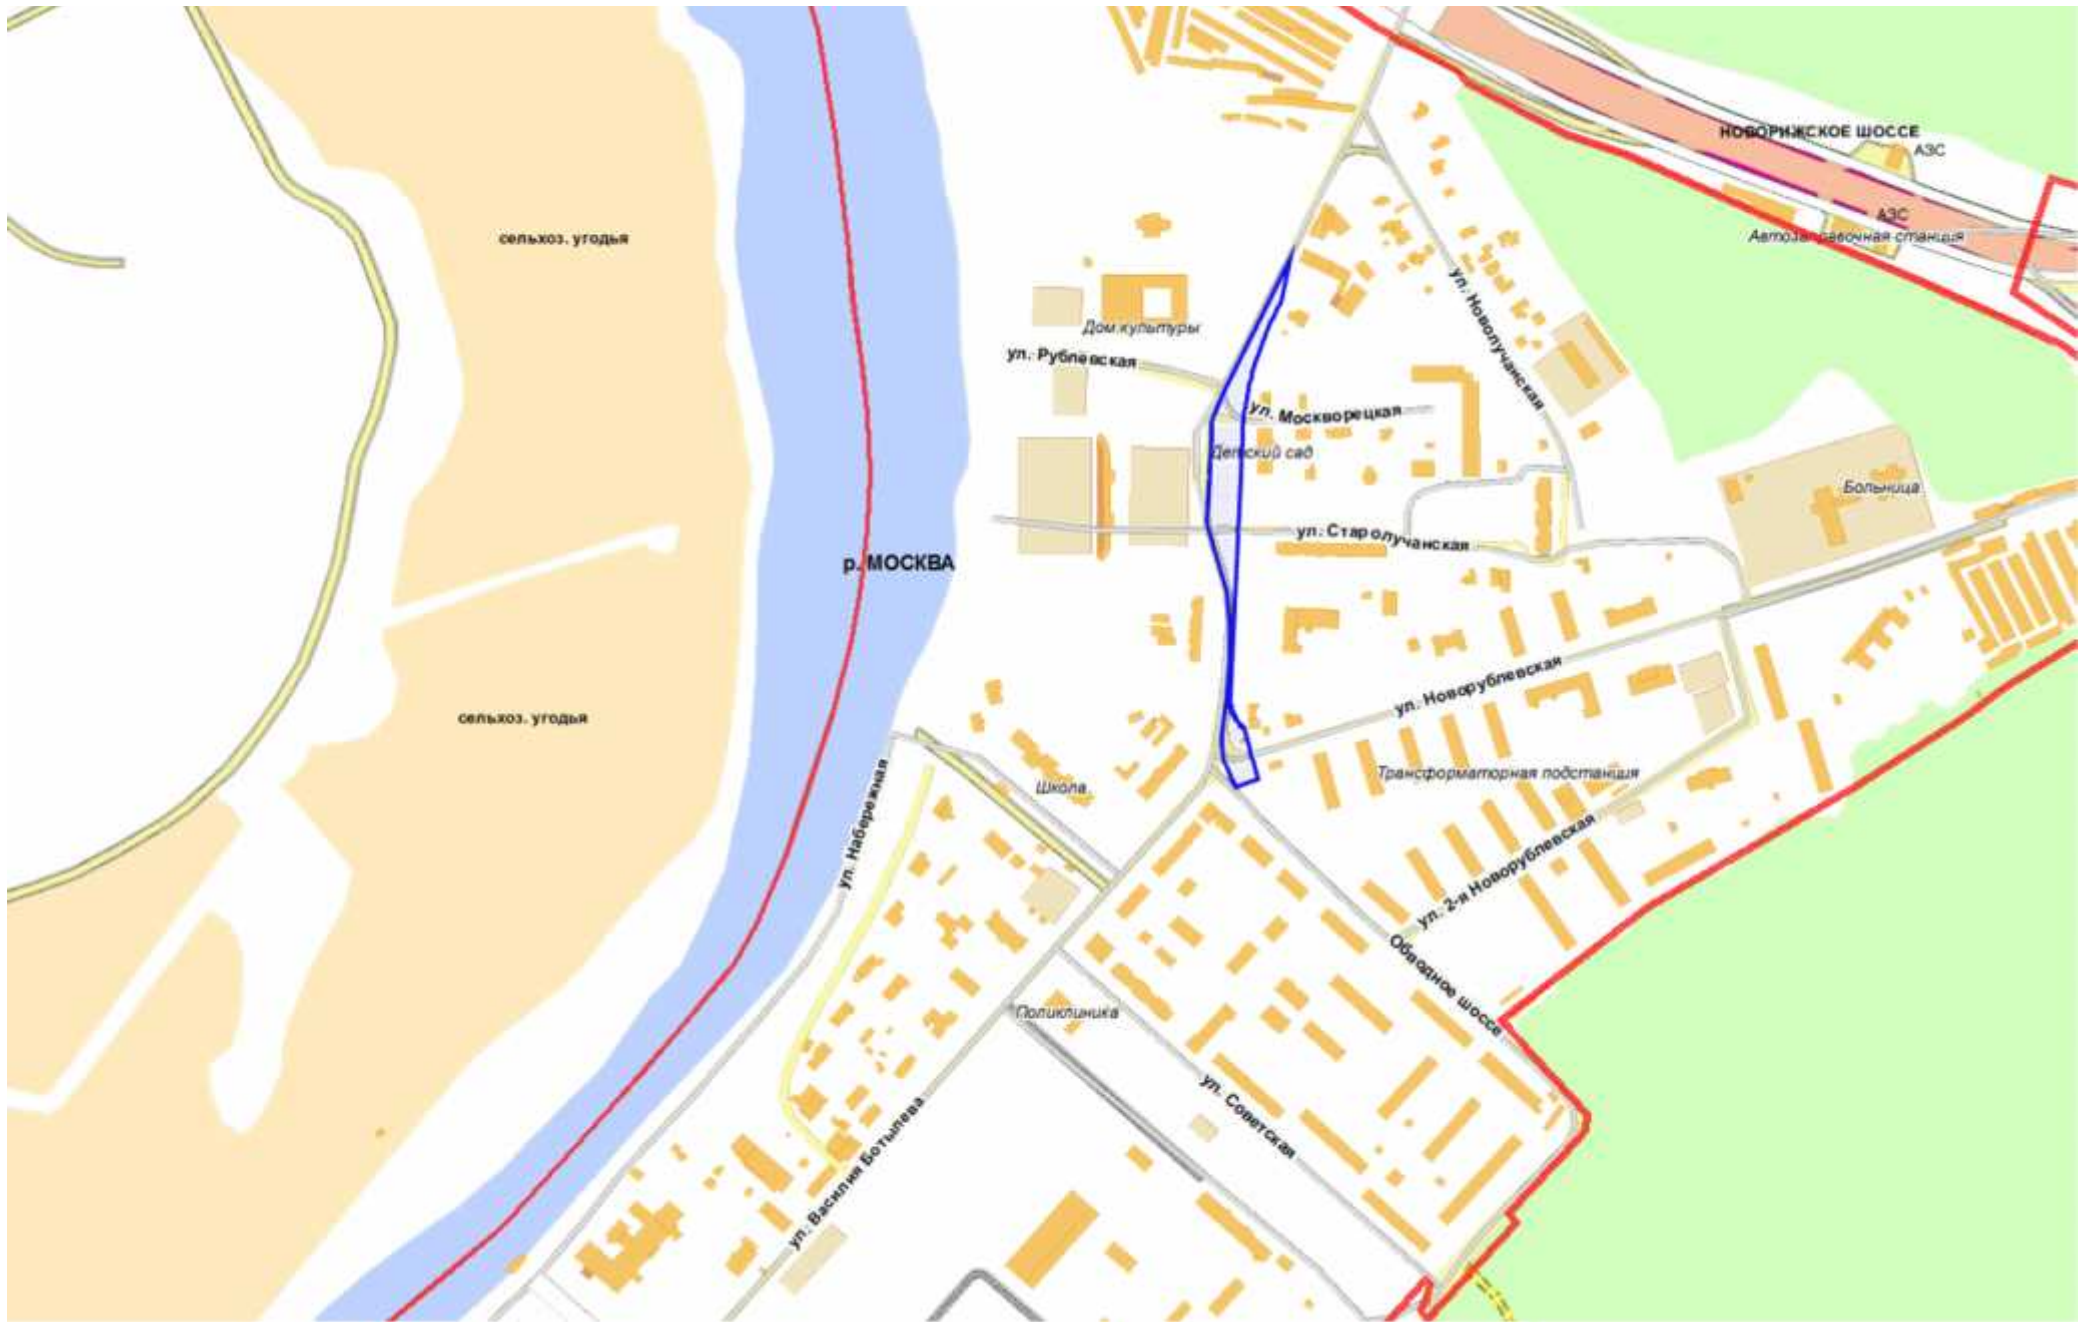 НОВОРИЖСКОЕ ШОССЕ
АЗС
АЗС
Автозаправочная станция
сельхоз. угодья
ул. Новолучанская
Дом культуры
ул. Рублевская
ул. Москворецкая
Детский сад
Больница
ул. Старолучанская
р. МОСКВА
ул. Новорублевская
сельхоз. угодья
Трансформаторная подстанция
Школа
ул. Набережная
ул. 2-я Новорублевская
Обводное шоссе
Поликлиника
ул. Советская
ул. Василия Ботылева